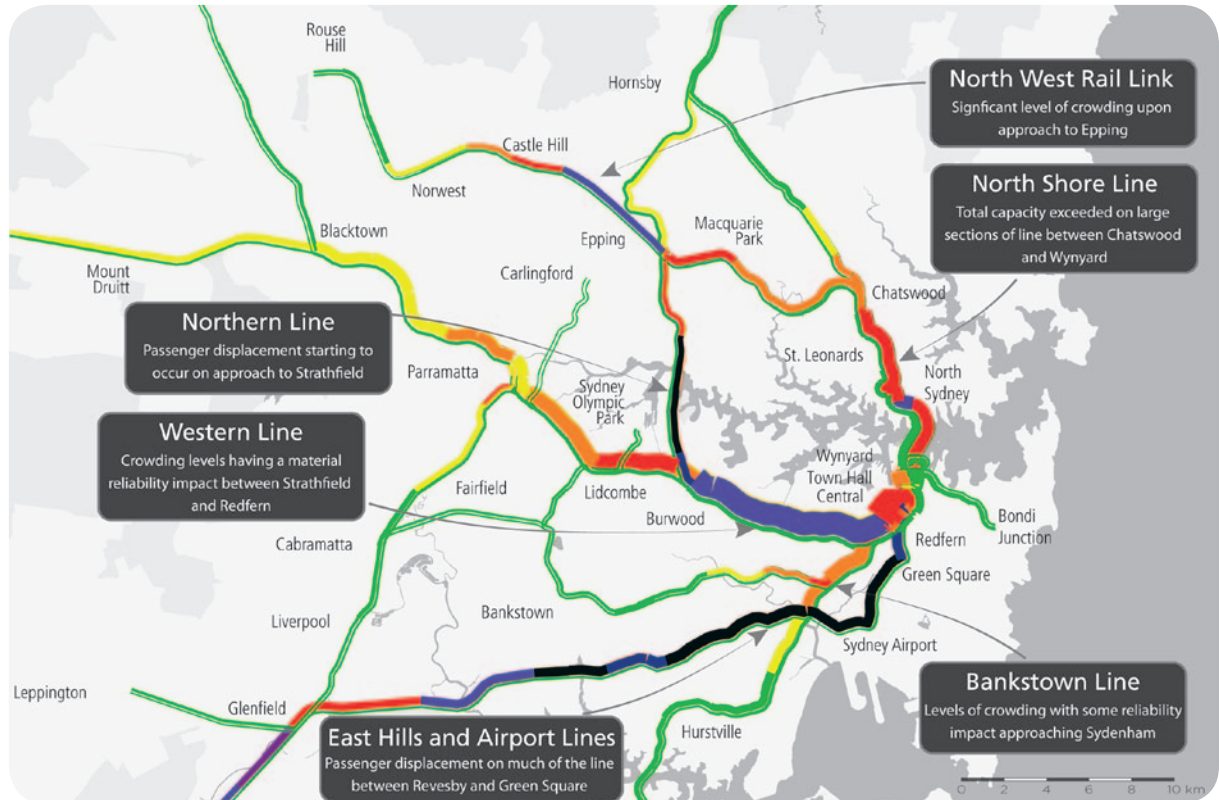 Rouse
Hill
Hornsby
North West Rail Link
Signficant level of crowding upon
approach to Epping
Castle Hill
Norwest
North Shore Line
Total capacity exceeded on large
sections of line between Chatswood
and Wynyard
Blacktown
Epping
Macquarie
Park
Mount
Druitt
Carlingford
Chatswood
Northern Line
Passenger displacement starting to
occur on approach to Strathfield
Parramatta
St. Leonards
North
Sydney
Sydney
Olympic
Park
Western Line
Crowding levels having a material
reliability impact between Strathfield
and Redfern
Wynyard
Town Hall
Central
Fairfield
Lidcombe
Burwood
Bondi
Junction
Cabramatta
Redfern
Green Square
Bankstown
Liverpool
Sydney Airport
Leppington
Glenfield
Hurstville
Bankstown Line
Levels of crowding with some reliability
impact approaching Sydenham
East Hills and Airport Lines
Passenger displacement on much of the line
between Revesby and Green Square
0 2 4 6 8 10 km